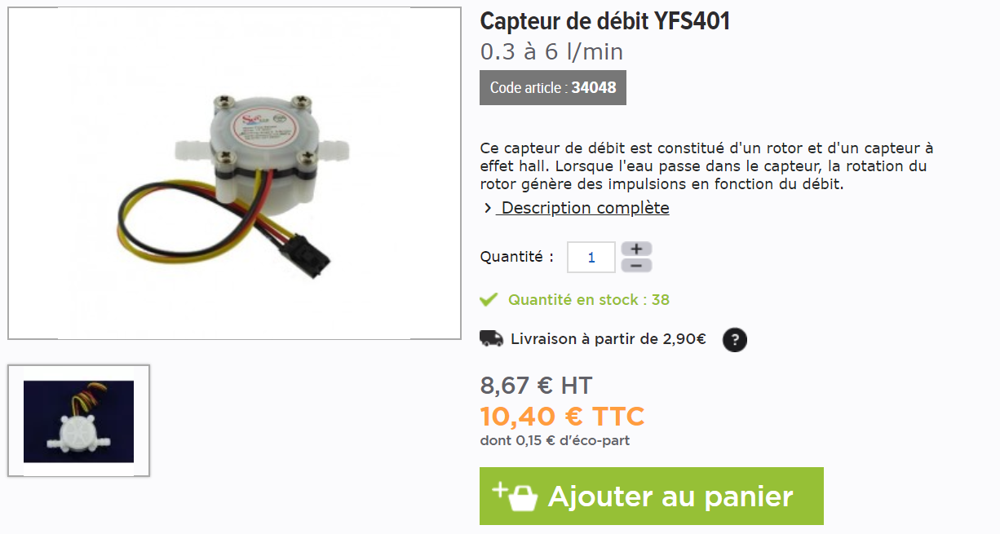 Capteur de débit YFS401
0.3 à 6 l/min
Code article : 34048
Ce capteur de débit est constitué d'un rotor et d'un capteur à
effet hall. Lorsque l'eau passe dans le capteur, la rotation du
rotor génère des impulsions en fonction du débit.
> Description complète
Quantité : 1 + −
Quantité en stock : 38
Livraison à partir de 2,90€ ?
8,67 € HT
10,40 € TTC
dont 0,15 € d'éco-part
+ Ajouter au panier